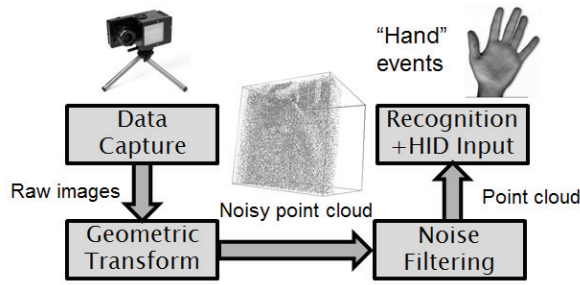 “Hand”
events
Data
Capture
Recognition
+HID Input
Raw images
Noisy point cloud
Point cloud
Geometric
Transform
Noise
Filtering